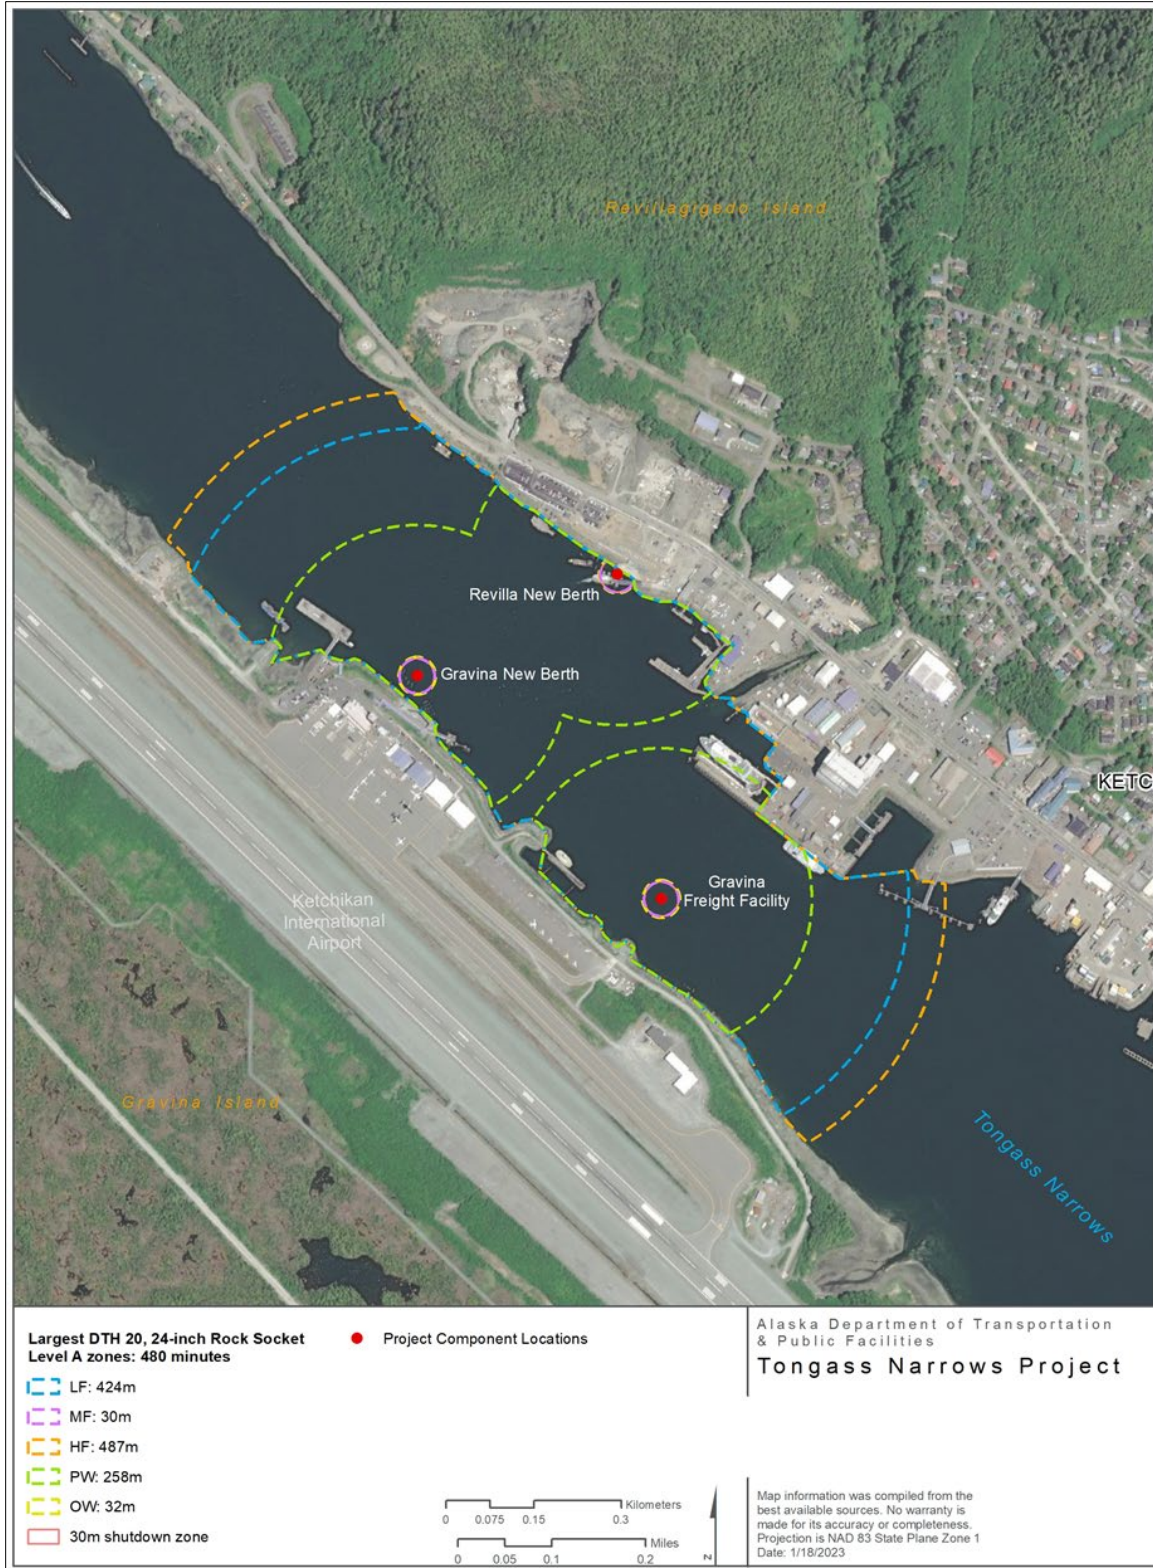 Revillagigedo Island
Revilla New Berth
Gravina New Berth
KETC
Gravina
Freight Facility
Ketchikan
International
Airport
Gravina Island
Tongass Narrows
Largest DTH 20, 24-inch Rock Socket
Level A zones: 480 minutes
LF: 424m
MF: 30m
HF: 487m
PW: 258m
OW: 32m
30m shutdown zone
Project Component Locations
Kilometers
0 0.075 0.15 0.3
Miles
0 0.05 0.1 0.2
N
Alaska Department of Transportation
& Public Facilities
Tongass Narrows Project
Map information was compiled from the
best available sources. No warranty is
made for its accuracy or completeness.
Projection is NAD 83 State Plane Zone 1
Date: 1/18/2023